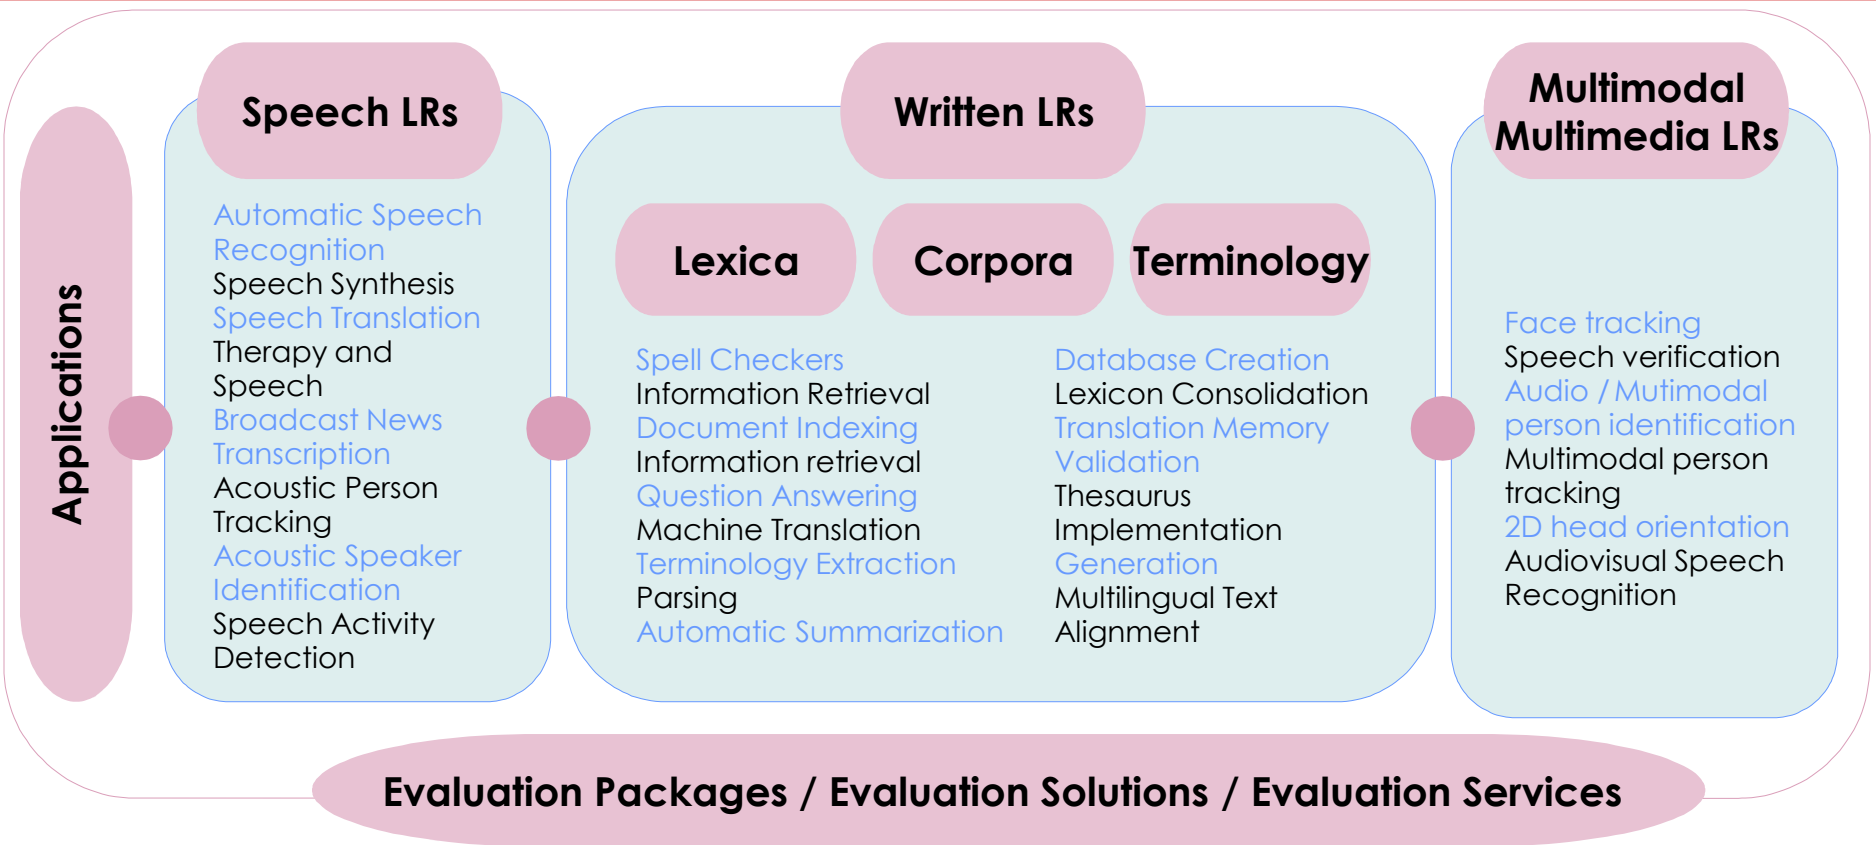 Applications
Speech LRs
Automatic Speech
Recognition
Speech Synthesis
Speech Translation
Therapy and
Speech
Broadcast News
Transcription
Acoustic Person
Tracking
Acoustic Speaker
Identification
Speech Activity
Detection
Written LRs
Lexica
Corpora
Terminology
Spell Checkers
Information Retrieval
Document Indexing
Information retrieval
Question Answering
Machine Translation
Terminology Extraction
Parsing
Automatic Summarization
Database Creation
Lexicon Consolidation
Translation Memory
Validation
Thesaurus
Implementation
Generation
Multilingual Text
Alignment
Multimodal
Multimedia LRs
Face tracking
Speech verification
Audio / Mutimodal
person identification
Multimodal person
tracking
2D head orientation
Audiovisual Speech
Recognition
Evaluation Packages / Evaluation Solutions / Evaluation Services